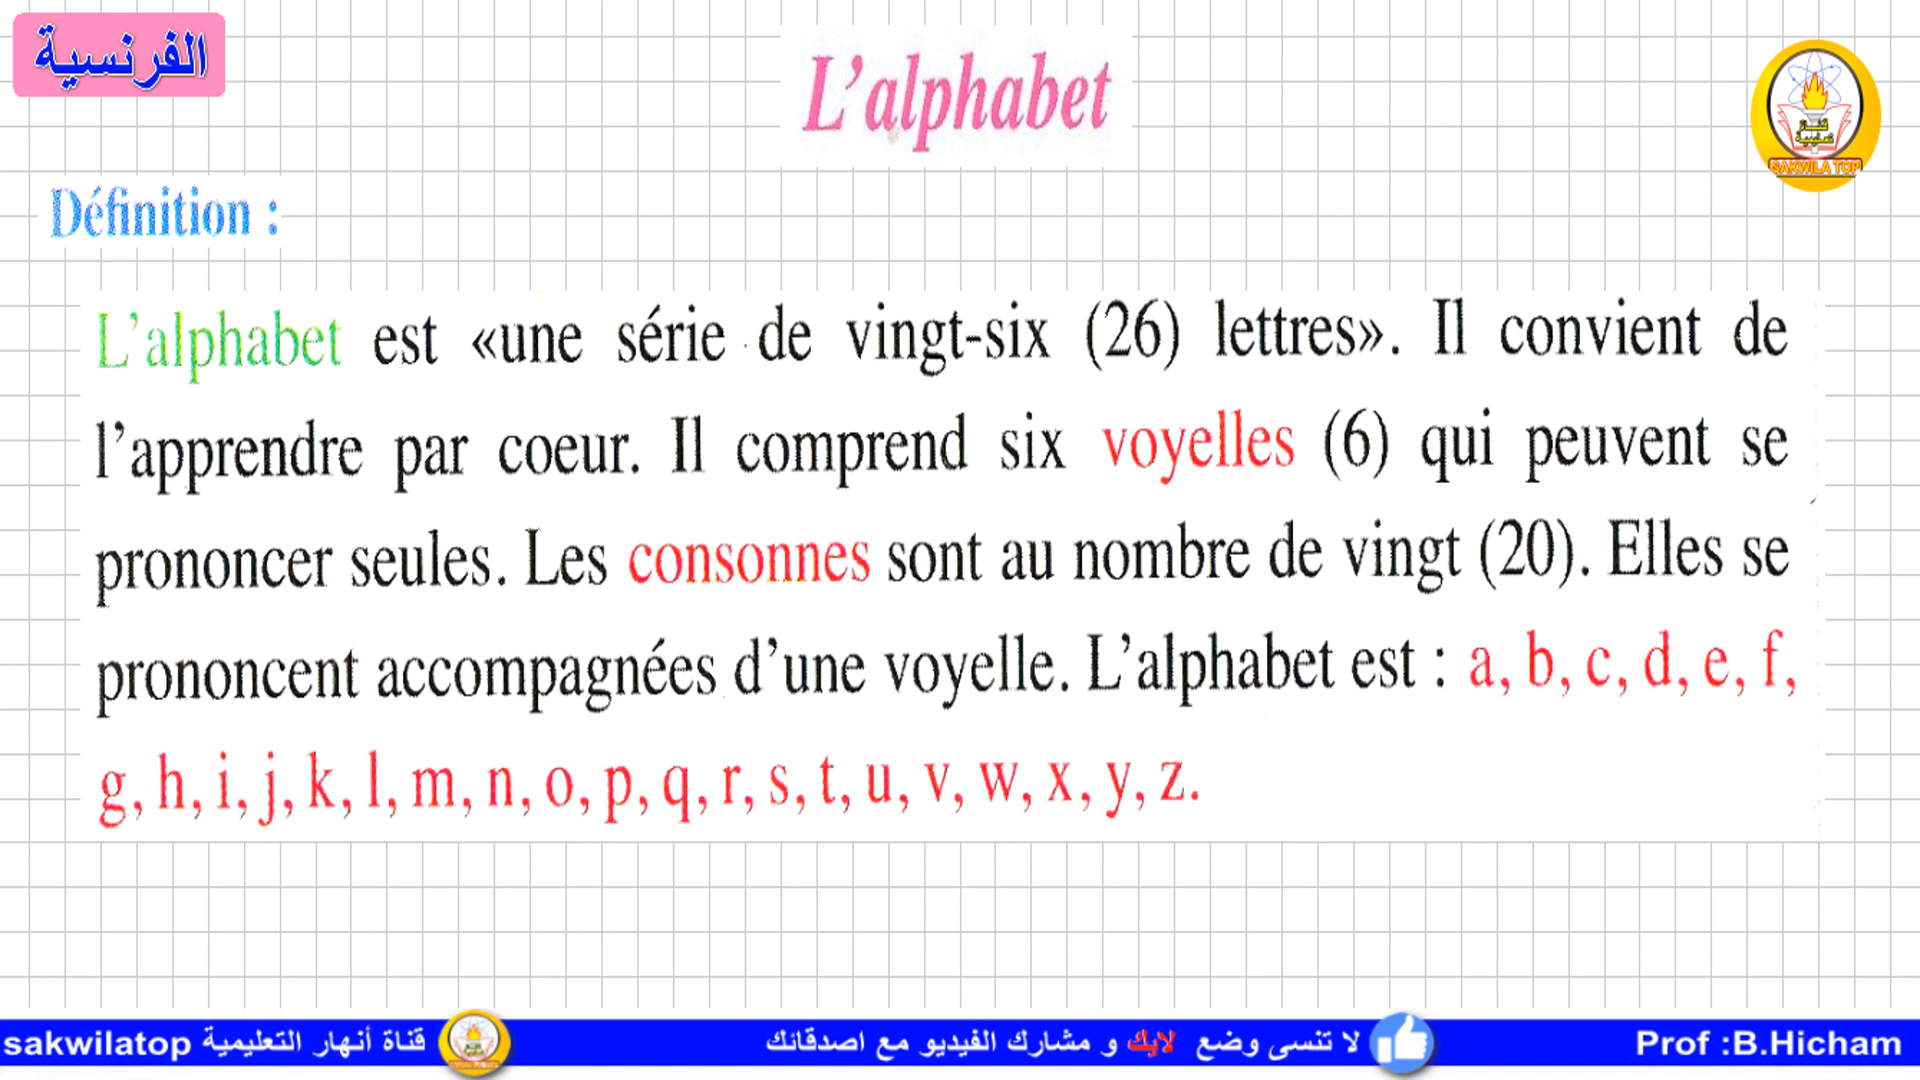 الفرنسية
L’alphabet
SAKWILA TOP
Définition :
L’alphabet est «une série de vingt-six (26) lettres». Il convient de
l’apprendre par coeur. Il comprend six voyelles (6) qui peuvent se
prononcer seules. Les consonnes sont au nombre de vingt (20). Elles se
prononcent accompagnées d’une voyelle. L’alphabet est : a, b, c, d, e, f,
g, h, i, j, k, l, m, n, o, p, q, r, s, t, u, v, w, x, y, z.
sakwilatop قناة أنهار التعليمية
لا تنسى وضع لايك و مشارك الفيديو مع اصدقائك
Prof :B.Hicham